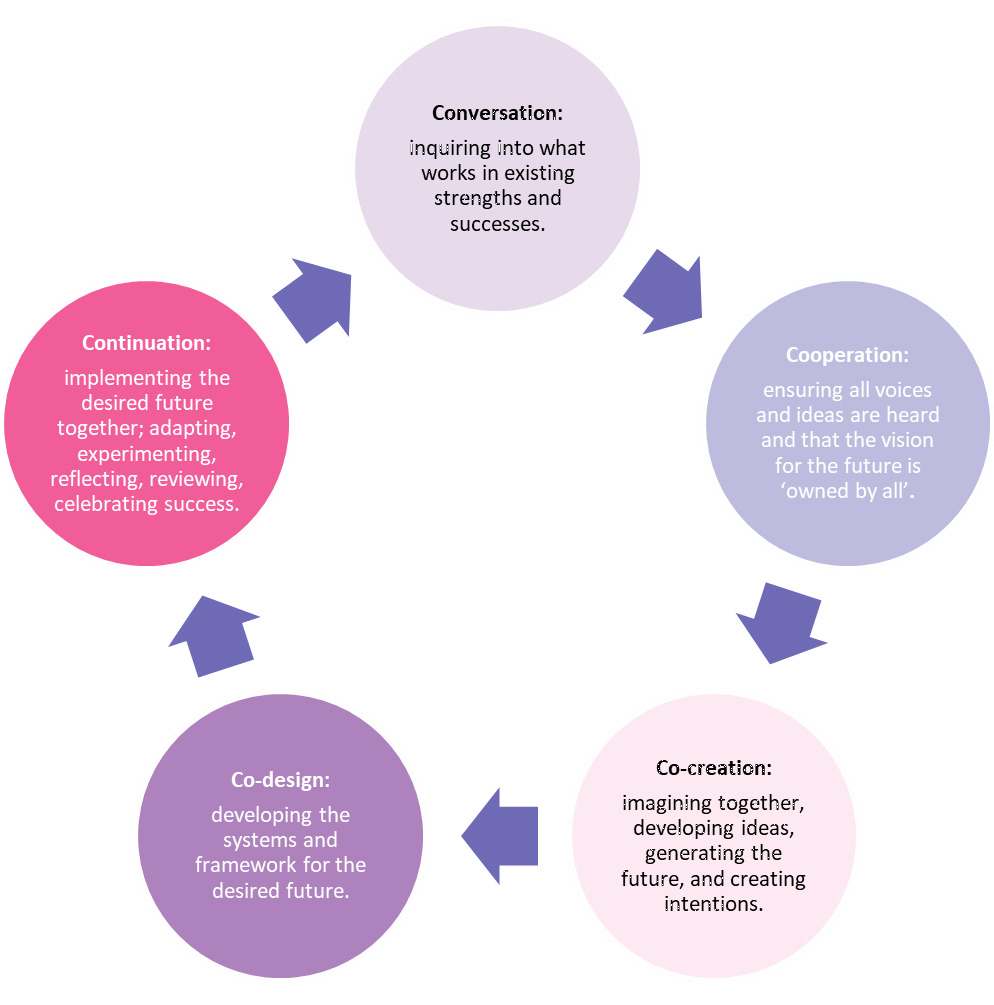 Conversation:
inquiring into what
works in existing
strengths and
successes.
Cooperation:
ensuring all voices
and ideas are heard
and that the vision
for the future is
‘owned by all’.
Co-creation:
imagining together,
developing ideas,
generating the
future, and creating
intentions.
Co-design:
developing the
systems and
framework for the
desired future.
Continuation:
implementing the
desired future
together; adapting,
experimenting,
reflecting, reviewing,
celebrating success.